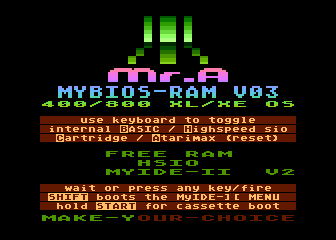 Mr.A
MYBIOS-RAM V03
400/800 XL/XE OS
use keyboard to toggle
internal BASIC / Highspeed sio
Cartridge / AtariMax (reset)
FREE RAM
HSIO
MYIDE-II V2
wait or press any key/fire
SHIFT boots the MyIDE-][ MENU
hold START for cassette boot
MAKE-YOUR-CHOICE